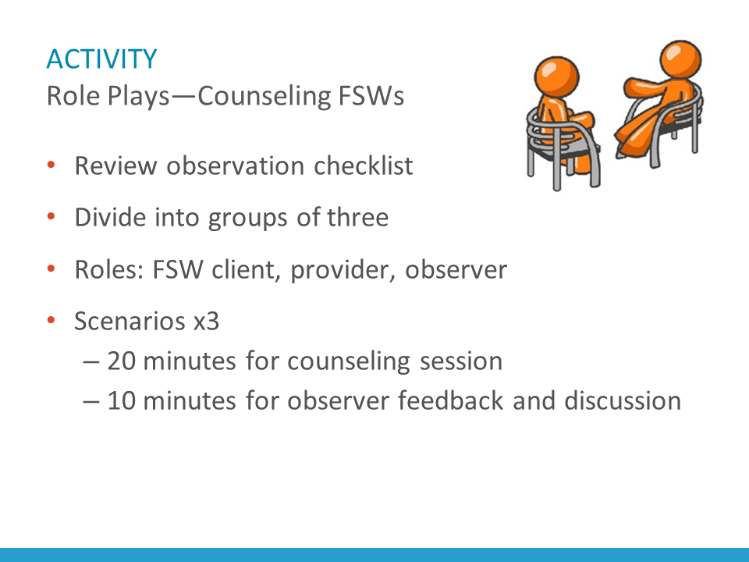 ACTIVITY
Role Plays—Counseling FSWs
• Review observation checklist
• Divide into groups of three
• Roles: FSW client, provider, observer
• Scenarios x3
– 20 minutes for counseling session
– 10 minutes for observer feedback and discussion